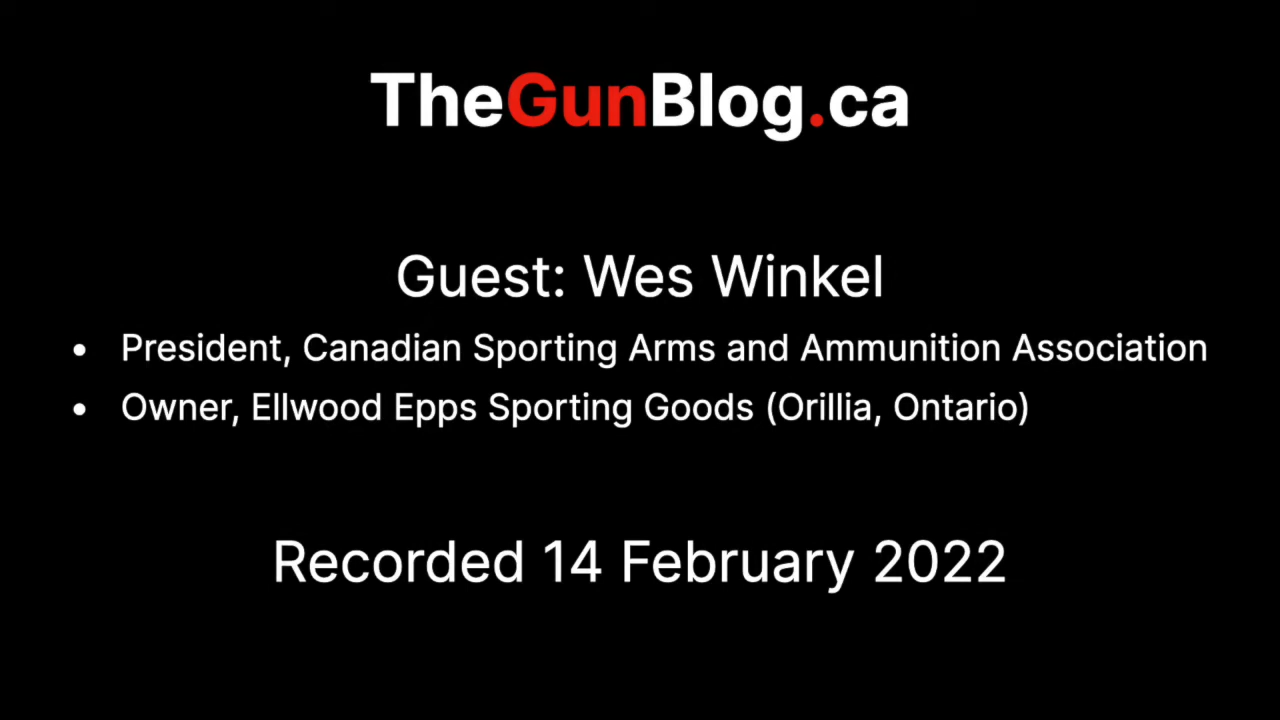 TheGunBlog.ca
Guest: Wes Winkel
• President, Canadian Sporting Arms and Ammunition Association
• Owner, Ellwood Epps Sporting Goods (Orillia, Ontario)
Recorded 14 February 2022